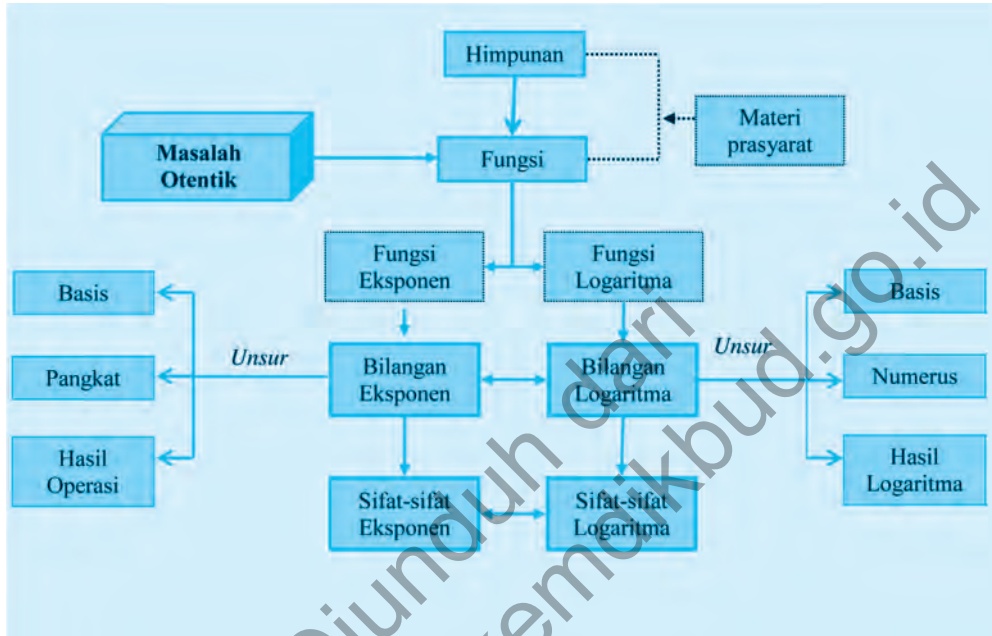 Himpunan
Materi
prasyarat
Masalah
Otentik
Fungsi
Fungsi
Eksponen
Fungsi
Logaritma
Basis
Basis
Unsur
Unsur
Pangkat
Bilangan
Eksponen
Bilangan
Logaritma
Numerus
Hasil
Operasi
Hasil
Logaritma
Sifat-sifat
Eksponen
Sifat-sifat
Logaritma
Diunduh dari
kemdikbud.go.id